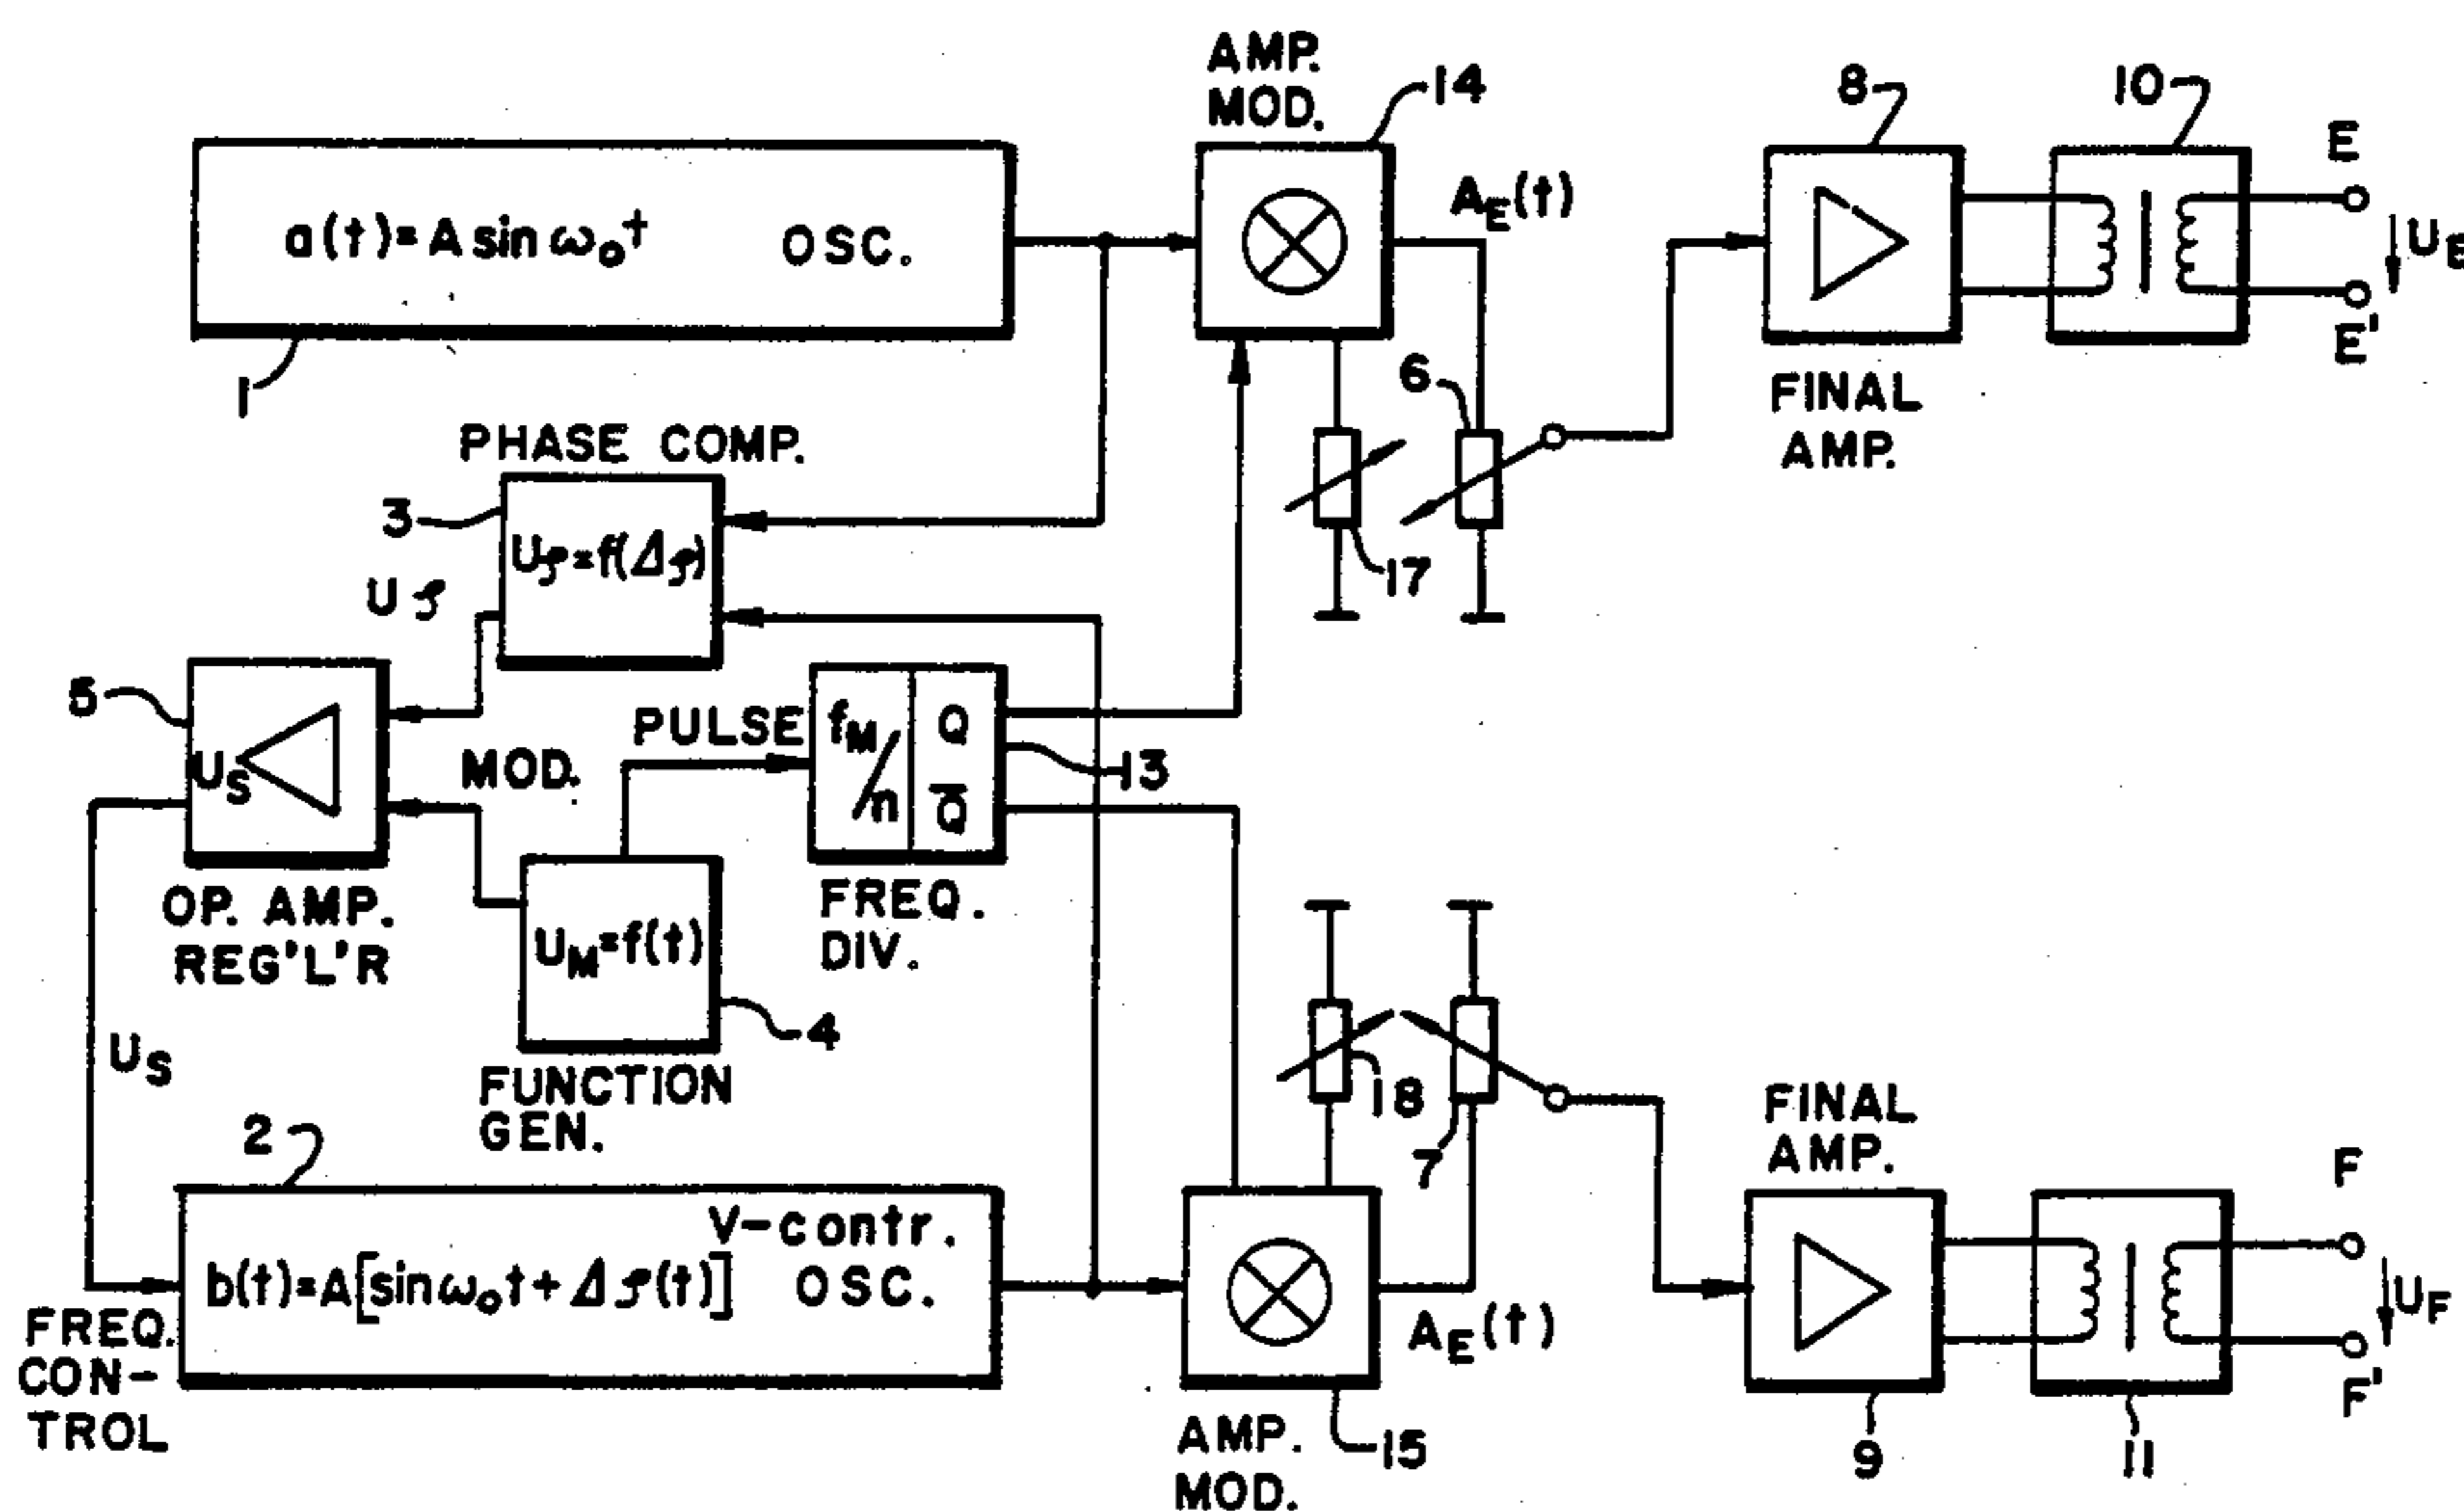 AMP.
MOD.
14
8
10
E
a(t)=A sin ω₀t OSC.
A_E(t)
U_E
E'
1
6
FINAL
AMP.
PHASE COMP.
3
Uφ=f(Δφ)
17
Uφ
5
PULSE
f_M/n
Q
U_S
MOD.
13
Q̅
OP. AMP.
REG'L'R
FREQ.
DIV.
U_M=f(t)
4
U_S
FUNCTION
GEN.
18
7
FINAL
AMP.
2
F
V-contr.
b(t)=A[sin ω₀t+Δφ(t)] OSC.
U_F
FREQ.
CON-
TROL
A_E(t)
F'
AMP.
MOD.
15
9
11